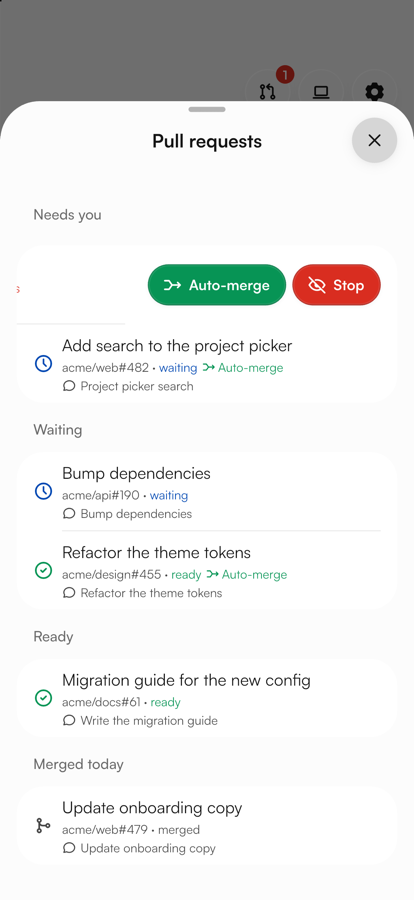 1
Pull requests
Needs you
s
Auto-merge
Stop
Add search to the project picker
acme/web#482 · waiting Auto-merge
Project picker search
Waiting
Bump dependencies
acme/api#190 · waiting
Bump dependencies
Refactor the theme tokens
acme/design#455 · ready Auto-merge
Refactor the theme tokens
Ready
Migration guide for the new config
acme/docs#61 · ready
Write the migration guide
Merged today
Update onboarding copy
acme/web#479 · merged
Update onboarding copy